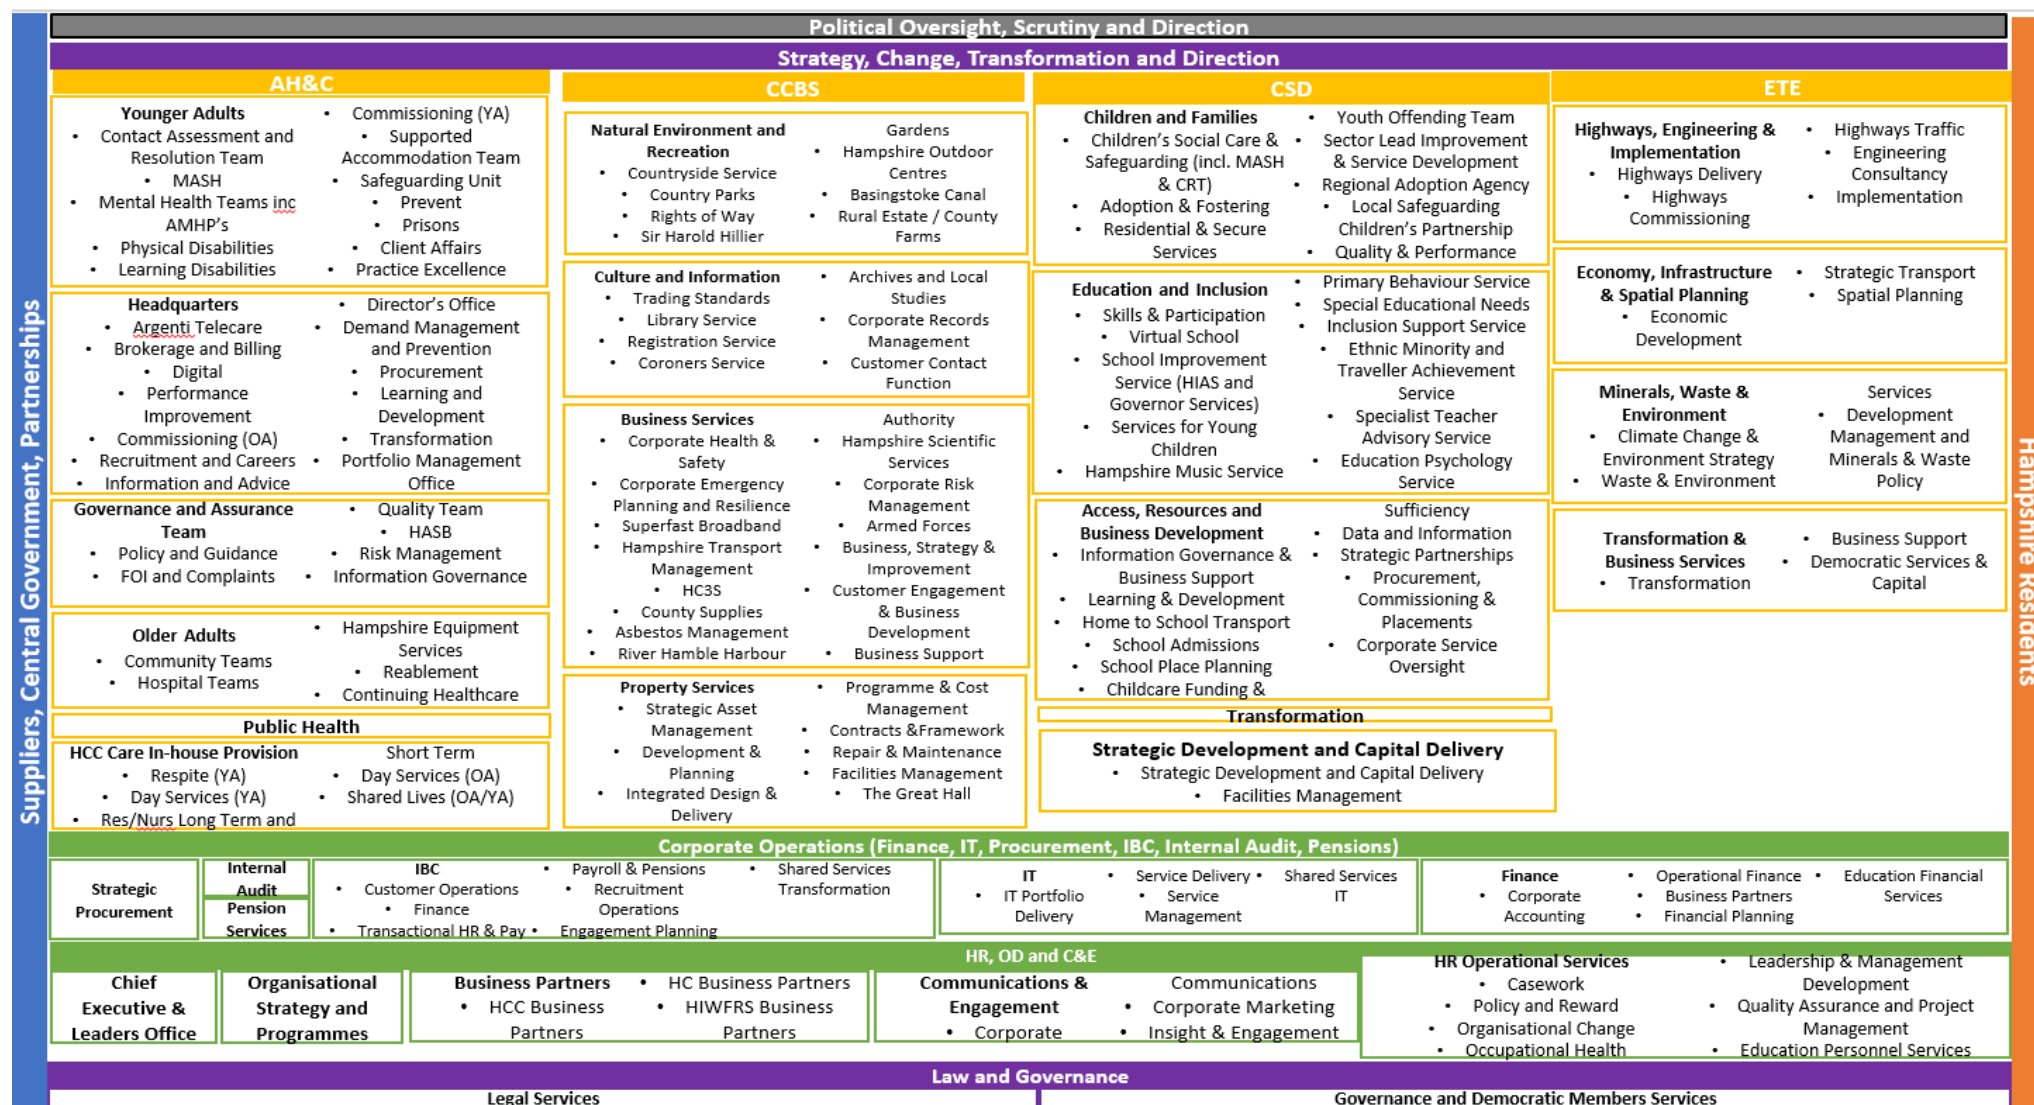 Political Oversight, Scrutiny and Direction
Strategy, Change, Transformation and Direction
Suppliers, Central Government, Partnerships
AH&C
Younger Adults
• Contact Assessment and
Resolution Team
• MASH
• Mental Health Teams inc
AMHP's
• Physical Disabilities
• Learning Disabilities
• Commissioning (YA)
• Supported
Accommodation Team
• Safeguarding Unit
• Prevent
• Prisons
• Client Affairs
• Practice Excellence
Headquarters
• Argenti Telecare
• Brokerage and Billing
• Digital
• Performance
Improvement
• Commissioning (OA)
• Recruitment and Careers
• Information and Advice
• Director's Office
• Demand Management
and Prevention
• Procurement
• Learning and
Development
• Transformation
• Portfolio Management
Office
Governance and Assurance
Team
• Policy and Guidance
• FOI and Complaints
• Quality Team
• HASB
• Risk Management
• Information Governance
Older Adults
• Community Teams
• Hospital Teams
• Hampshire Equipment
Services
• Reablement
• Continuing Healthcare
Public Health
HCC Care In-house Provision
• Respite (YA)
• Day Services (YA)
• Res/Nurs Long Term and
Short Term
• Day Services (OA)
• Shared Lives (OA/YA)
CCBS
Natural Environment and
Recreation
• Countryside Service
• Country Parks
• Rights of Way
• Sir Harold Hillier
Gardens
• Hampshire Outdoor
Centres
• Basingstoke Canal
• Rural Estate / County
Farms
Culture and Information
• Trading Standards
• Library Service
• Registration Service
• Coroners Service
• Archives and Local
Studies
• Corporate Records
Management
• Customer Contact
Function
Business Services
• Corporate Health &
Safety
• Corporate Emergency
Planning and Resilience
• Superfast Broadband
• Hampshire Transport
Management
• HC3S
• County Supplies
• Asbestos Management
• River Hamble Harbour
Authority
• Hampshire Scientific
Services
• Corporate Risk
Management
• Armed Forces
• Business, Strategy &
Improvement
• Customer Engagement
& Business
Development
• Business Support
Property Services
• Strategic Asset
Management
• Development &
Planning
• Integrated Design &
Delivery
• Programme & Cost
Management
• Contracts &Framework
• Repair & Maintenance
• Facilities Management
• The Great Hall
CSD
Children and Families
• Children's Social Care &
Safeguarding (incl. MASH
& CRT)
• Adoption & Fostering
• Residential & Secure
Services
• Youth Offending Team
• Sector Lead Improvement
& Service Development
• Regional Adoption Agency
• Local Safeguarding
Children's Partnership
• Quality & Performance
Education and Inclusion
• Skills & Participation
• Virtual School
• School Improvement
Service (HIAS and
Governor Services)
• Services for Young
Children
• Hampshire Music Service
• Primary Behaviour Service
• Special Educational Needs
• Inclusion Support Service
• Ethnic Minority and
Traveller Achievement
Service
• Specialist Teacher
Advisory Service
• Education Psychology
Service
Access, Resources and
Business Development
• Information Governance &
Business Support
• Learning & Development
• Home to School Transport
• School Admissions
• School Place Planning
• Childcare Funding &
Sufficiency
• Data and Information
• Strategic Partnerships
• Procurement,
Commissioning &
Placements
• Corporate Service
Oversight
Transformation
Strategic Development and Capital Delivery
• Strategic Development and Capital Delivery
• Facilities Management
ETE
Highways, Engineering &
Implementation
• Highways Delivery
• Highways
Commissioning
• Highways Traffic
• Engineering
Consultancy
• Implementation
Economy, Infrastructure
& Spatial Planning
• Economic
Development
• Strategic Transport
• Spatial Planning
Minerals, Waste &
Environment
• Climate Change &
Environment Strategy
• Waste & Environment
Services
• Development
Management and
Minerals & Waste
Policy
Transformation &
Business Services
• Transformation
• Business Support
• Democratic Services &
Capital
Hampshire Residents
Corporate Operations (Finance, IT, Procurement, IBC, Internal Audit, Pensions)
Strategic
Procurement
Internal
Audit
Pension
Services
IBC
• Customer Operations
• Finance
• Transactional HR & Pay
• Payroll & Pensions
• Recruitment
Operations
• Engagement Planning
• Shared Services
Transformation
IT
• IT Portfolio
Delivery
• Service Delivery
• Service
Management
• Shared Services
IT
Finance
• Corporate
Accounting
• Operational Finance
• Business Partners
• Financial Planning
• Education Financial
Services
HR, OD and C&E
Chief
Executive &
Leaders Office
Organisational
Strategy and
Programmes
Business Partners
• HCC Business
Partners
• HC Business Partners
• HIWFRS Business
Partners
Communications &
Engagement
• Corporate
Communications
• Corporate Marketing
• Insight & Engagement
HR Operational Services
• Casework
• Policy and Reward
• Organisational Change
• Occupational Health
• Leadership & Management
Development
• Quality Assurance and Project
Management
• Education Personnel Services
Law and Governance
Legal Services
Governance and Democratic Members Services